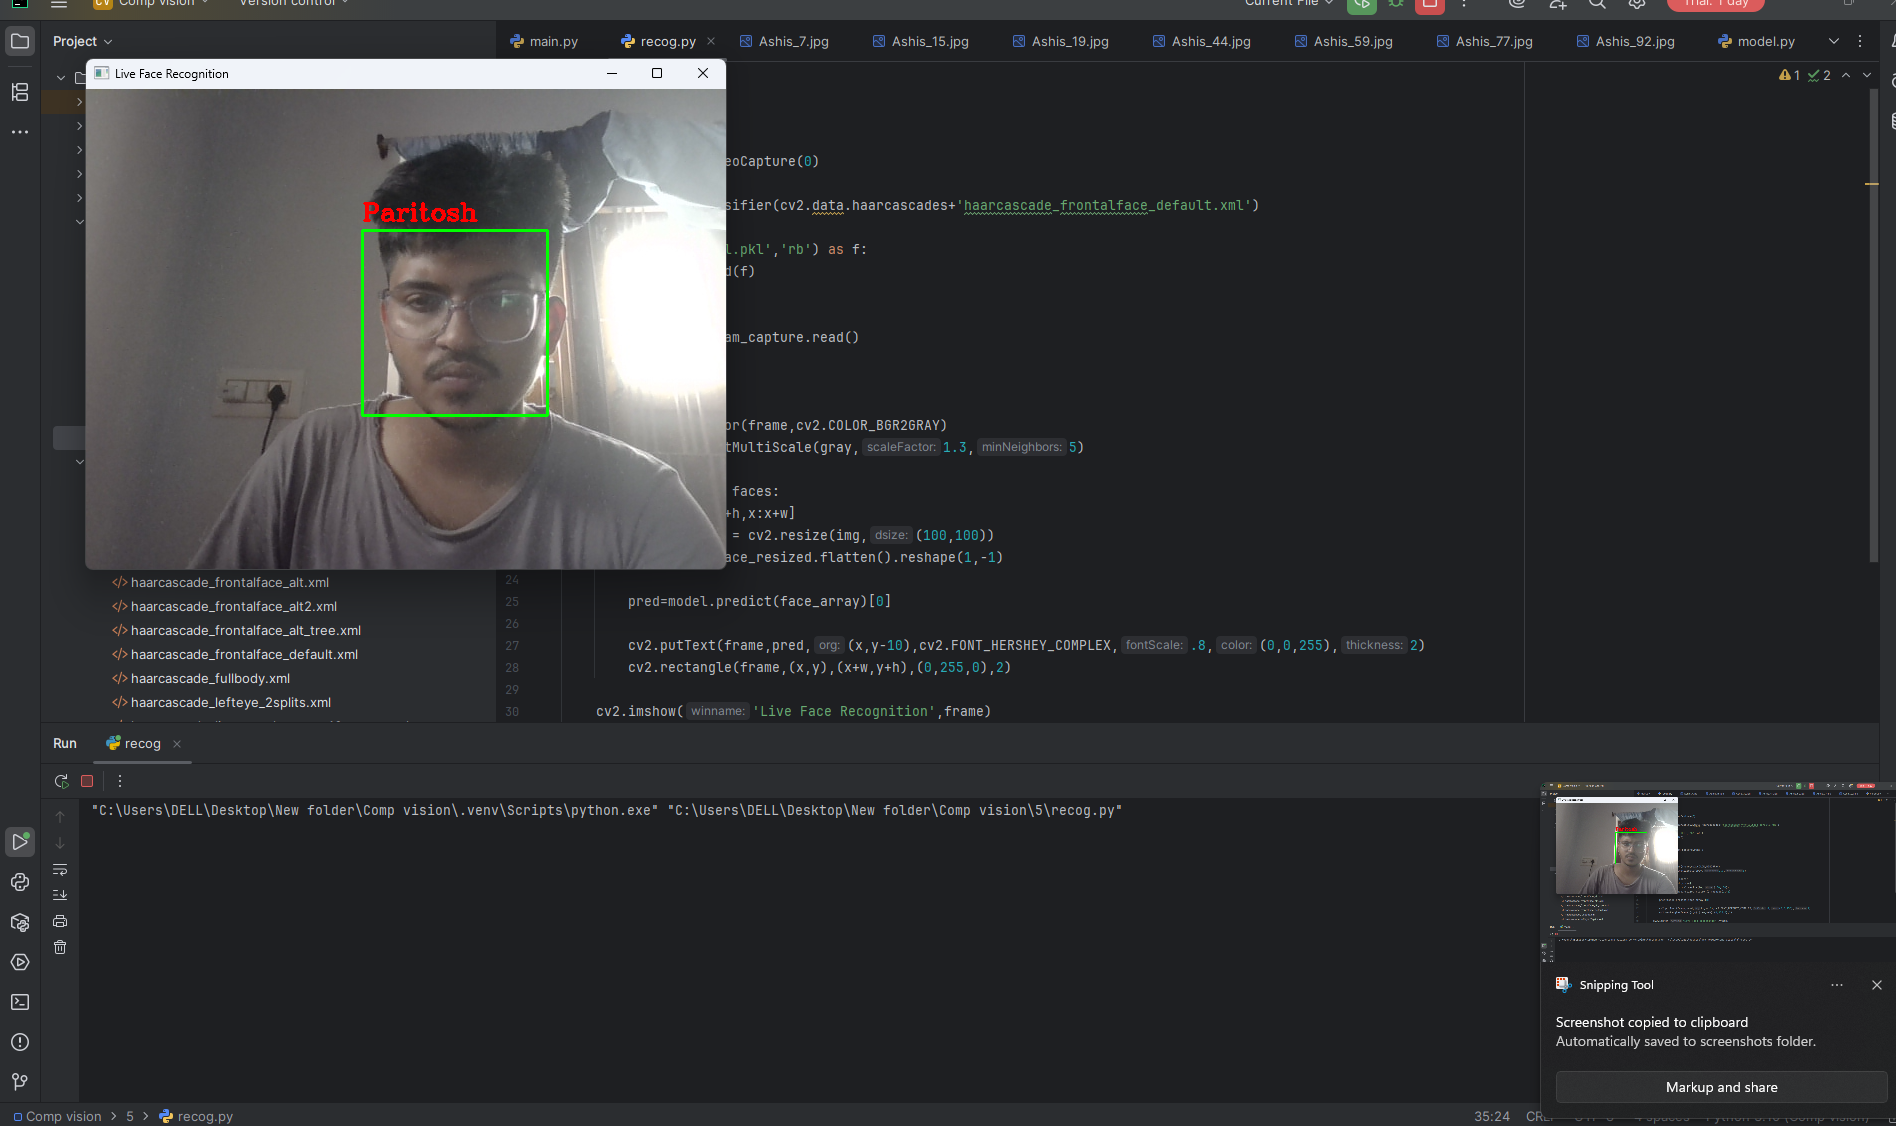 CV Comp vision Version control Current File Trial: 1 day
Project
main.py recog.py Ashis_7.jpg Ashis_15.jpg Ashis_19.jpg Ashis_44.jpg Ashis_59.jpg Ashis_77.jpg Ashis_92.jpg model.py
Live Face Recognition
1 2
Paritosh
eoCapture(0)
sifier(cv2.data.haarcascades+'haarcascade_frontalface_default.xml')
l.pkl','rb') as f:
d(f)
am_capture.read()
or(frame,cv2.COLOR_BGR2GRAY)
tMultiScale(gray, scaleFactor: 1.3, minNeighbors: 5)
faces:
+h,x:x+w]
= cv2.resize(img, dsize: (100,100))
ace_resized.flatten().reshape(1,-1)
24
25 pred=model.predict(face_array)[0]
26
27 cv2.putText(frame,pred, org: (x,y-10),cv2.FONT_HERSHEY_COMPLEX, fontScale: .8, color: (0,0,255), thickness: 2)
28 cv2.rectangle(frame,(x,y),(x+w,y+h),(0,255,0),2)
29
30 cv2.imshow( winname: 'Live Face Recognition',frame)
haarcascade_frontalface_alt.xml
haarcascade_frontalface_alt2.xml
haarcascade_frontalface_alt_tree.xml
haarcascade_frontalface_default.xml
haarcascade_fullbody.xml
haarcascade_lefteye_2splits.xml
Run recog
"C:\Users\DELL\Desktop\New folder\Comp vision\.venv\Scripts\python.exe" "C:\Users\DELL\Desktop\New folder\Comp vision\5\recog.py"
Snipping Tool
Screenshot copied to clipboard
Automatically saved to screenshots folder.
Markup and share
Comp vision > 5 > recog.py 35:24